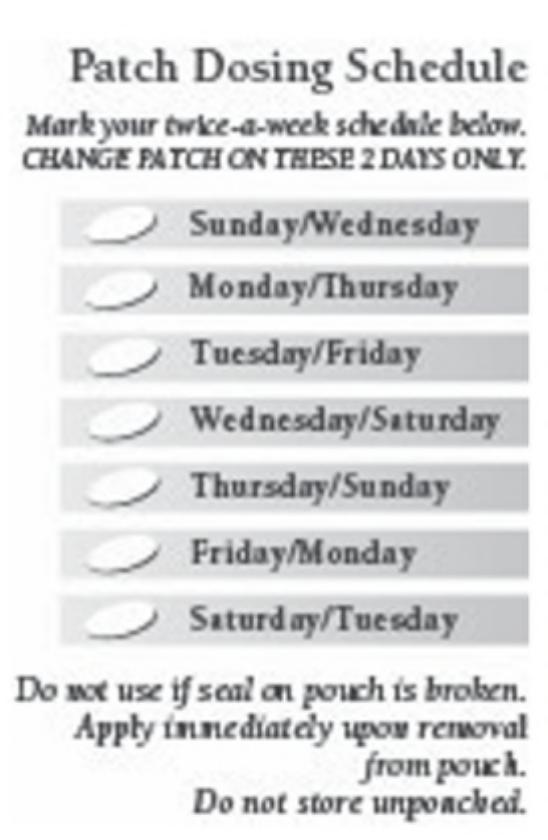 Patch Dosing Schedule
Mark your twice-a-week schedule below.
CHANGE PATCH ON THESE 2 DAYS ONLY.
Sunday/Wednesday
Monday/Thursday
Tuesday/Friday
Wednesday/Saturday
Thursday/Sunday
Friday/Monday
Saturday/Tuesday
Do not use if seal on pouch is broken.
Apply immediately upon removal
from pouch.
Do not store unpouched.